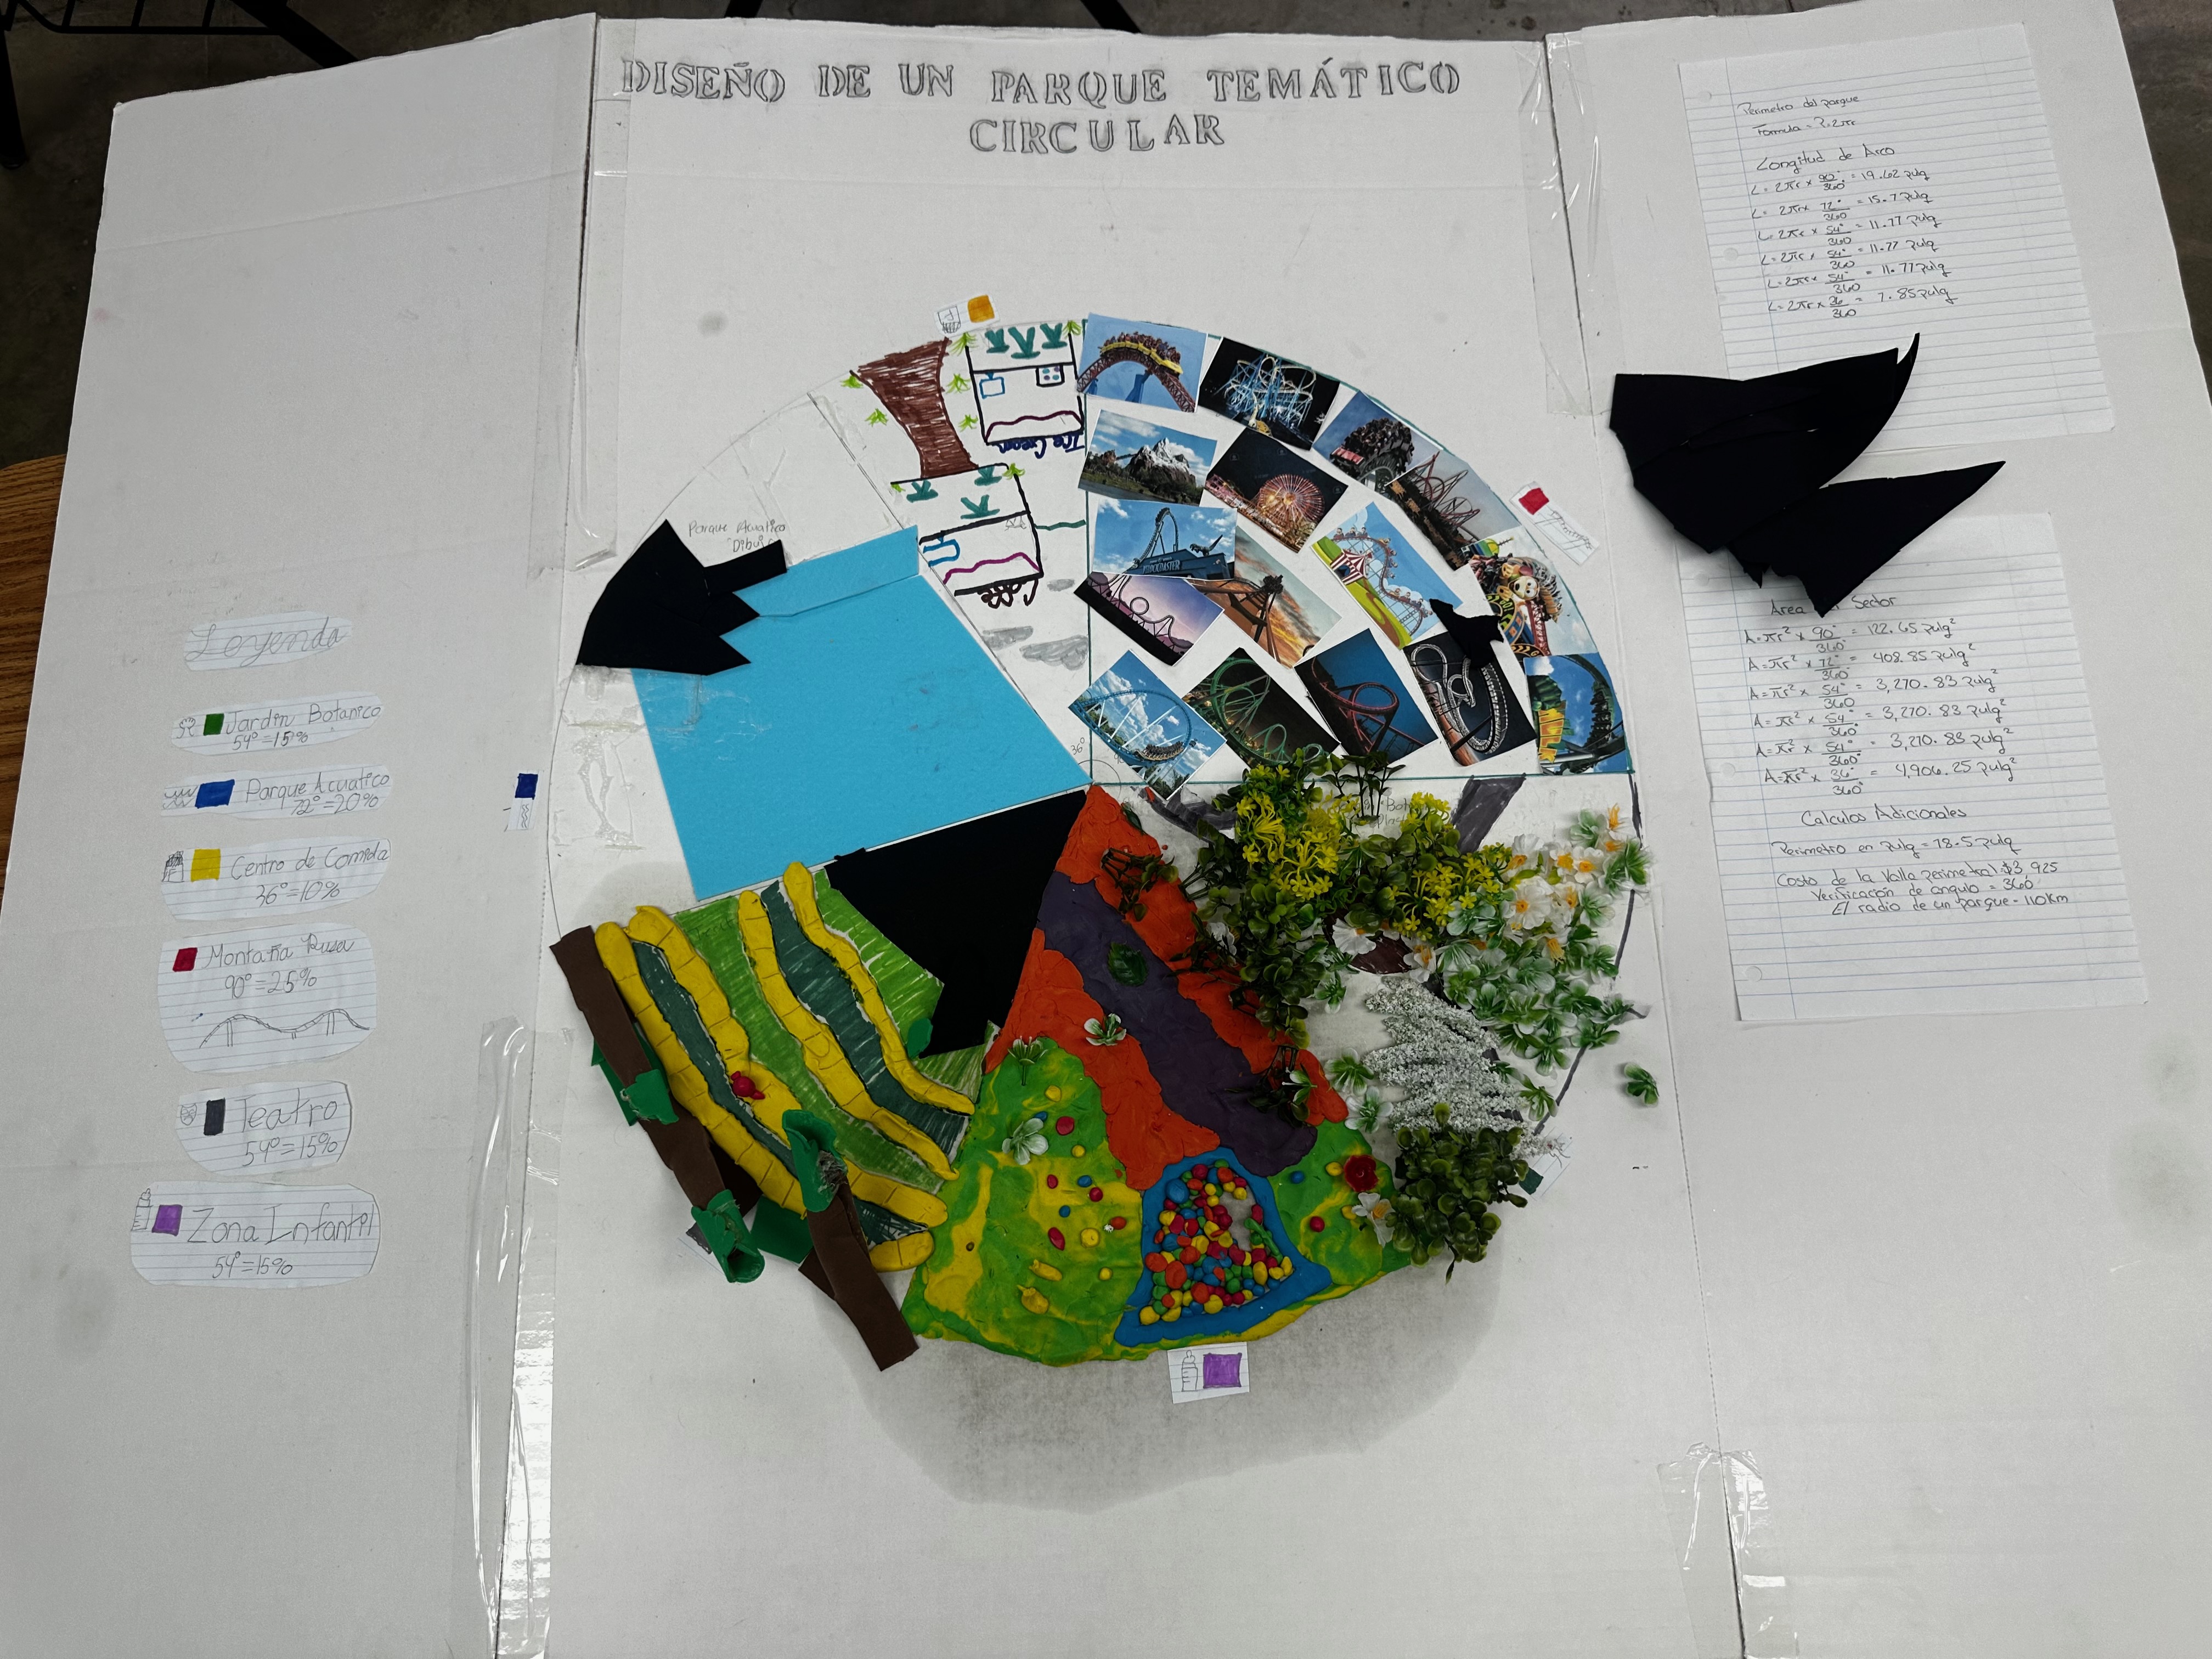 DISEÑO DE UN PARQUE TEMÁTICO
CIRCULAR
Leyenda
Jardin Botanico
54°=15%
Parque Acuatico
72°=20%
Centro de Comida
36°=10%
Montaña Rusa
90°=25%
Teatro
54°=15%
Zona Infantil
54°=15%
Parque Acuatico
Ice Cream
Caffe
36°
Perimetro del parque
Formula = P.2πr
Longitud de Arco
L= 2πr x 90°/360° = 19.62 pulg
L= 2πr x 72°/360 = 15.7 pulg
L= 2πr x 54°/360 = 11.77 pulg
L= 2πr x 54°/360 = 11.77 pulg
L= 2πr x 54°/360 = 11.77 pulg
L= 2πr x 36/360 = 7.85 pulg
Area Sector
A=πr² x 90°/360° = 122.65 pulg²
A=πr² x 72°/360° = 408.85 pulg²
A=πr² x 54°/360 = 3,270.83 pulg²
A=πr² x 54°/360° = 3,270.83 pulg²
A=πr² x 54°/360° = 3,270.83 pulg²
A=πr² x 36°/360° = 4,906.25 pulg²
Calculos Adicionales
Perimetro en pulg = 78.5 pulg
Costo de la Valla perimetral $3,925
Verificación de angulo = 360°
El radio de un parque = 110Km